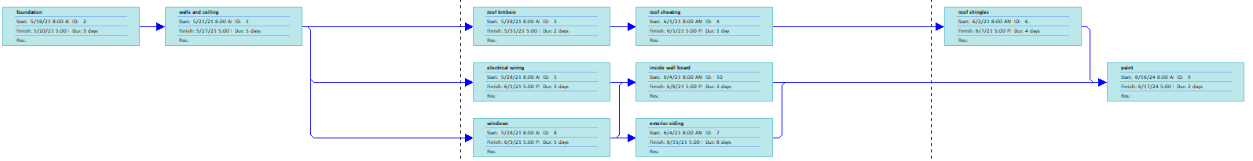 foundation
Start: 5/18/21 8:00 A ID: 2
Finish: 5/20/21 5:00 Dur: 3 days
Res:
walls and ceiling
Start: 5/21/21 8:00 A ID: 1
Finish: 5/27/21 5:00 Dur: 5 days
Res:
roof timbers
Start: 5/28/21 8:00 A ID: 3
Finish: 5/31/21 5:00 Dur: 2 days
Res:
roof sheating
Start: 6/1/21 8:00 AM ID: 4
Finish: 6/1/21 5:00 P Dur: 1 day
Res:
roof shingles
Start: 6/2/21 8:00 AM ID: 6
Finish: 6/7/21 5:00 P Dur: 4 days
Res:
electrical wiring
Start: 5/28/21 8:00 A ID: 5
Finish: 6/1/21 5:00 P Dur: 3 days
Res:
inside wall board
Start: 6/4/21 8:00 AM ID: 10
Finish: 6/8/21 5:00 P Dur: 3 days
Res:
paint
Start: 6/16/24 8:00 A ID: 9
Finish: 6/17/24 5:00 Dur: 2 days
Res:
windows
Start: 5/28/21 8:00 A ID: 8
Finish: 6/3/21 5:00 P Dur: 5 days
Res:
exterior siding
Start: 6/4/21 8:00 AM ID: 7
Finish: 6/15/21 5:00 Dur: 8 days
Res: